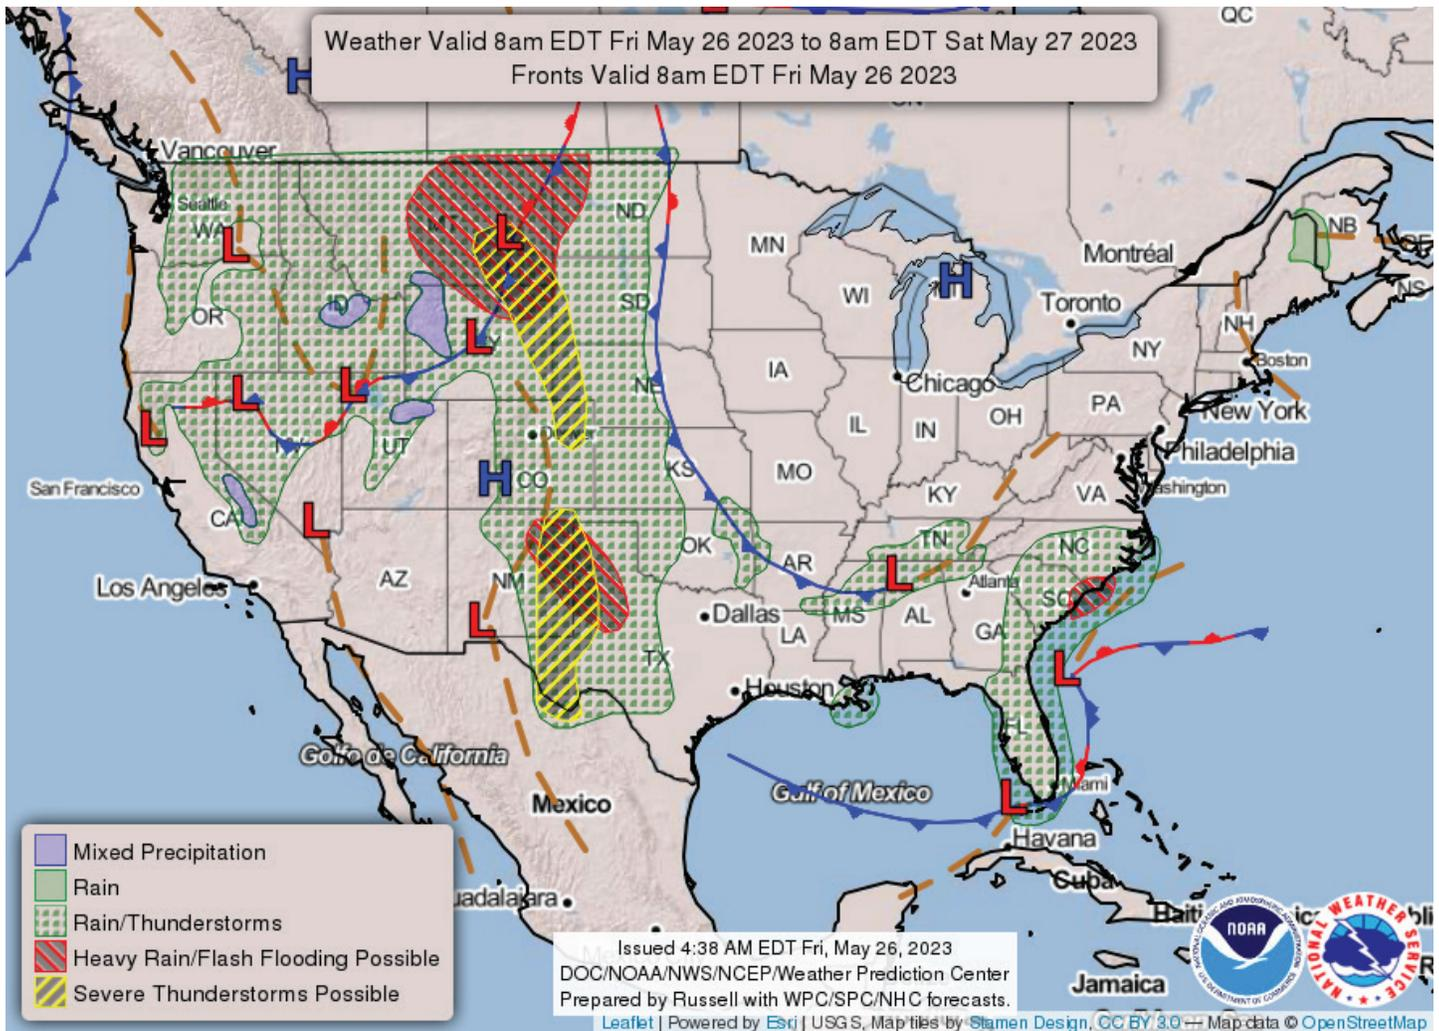 QC
Weather Valid 8am EDT Fri May 26 2023 to 8am EDT Sat May 27 2023
Fronts Valid 8am EDT Fri May 26 2023
H
L
Vancouver
Seattle
WA
L
MT
L
ND
MN
Montréal
NB
NS
OR
ID
SD
WI
H
Toronto
NH
L
NY
Boston
L
L
NE
IA
Chicago
PA
New York
L
NV
UT
IL
IN
OH
Philadelphia
San Francisco
H
CO
KS
MO
KY
VA
CA
L
OK
TN
NC
Los Angeles
AZ
NM
AR
L
Atlanta
SC
L
Dallas
MS
AL
GA
LA
TX
L
Houston
FL
Golfo de California
Gulf of Mexico
Miami
L
Mexico
Havana
Cuba
Mixed Precipitation
Rain
Rain/Thunderstorms
Heavy Rain/Flash Flooding Possible
Severe Thunderstorms Possible
Jamaica
NOAA
NATIONAL WEATHER SERVICE
Issued 4:38 AM EDT Fri, May 26, 2023
DOC/NOAA/NWS/NCEP/Weather Prediction Center
Prepared by Russell with WPC/SPC/NHC forecasts.
Leaflet | Powered by Esri | USGS, Map tiles by Stamen Design, CC BY 3.0 — Map data © OpenStreetMap